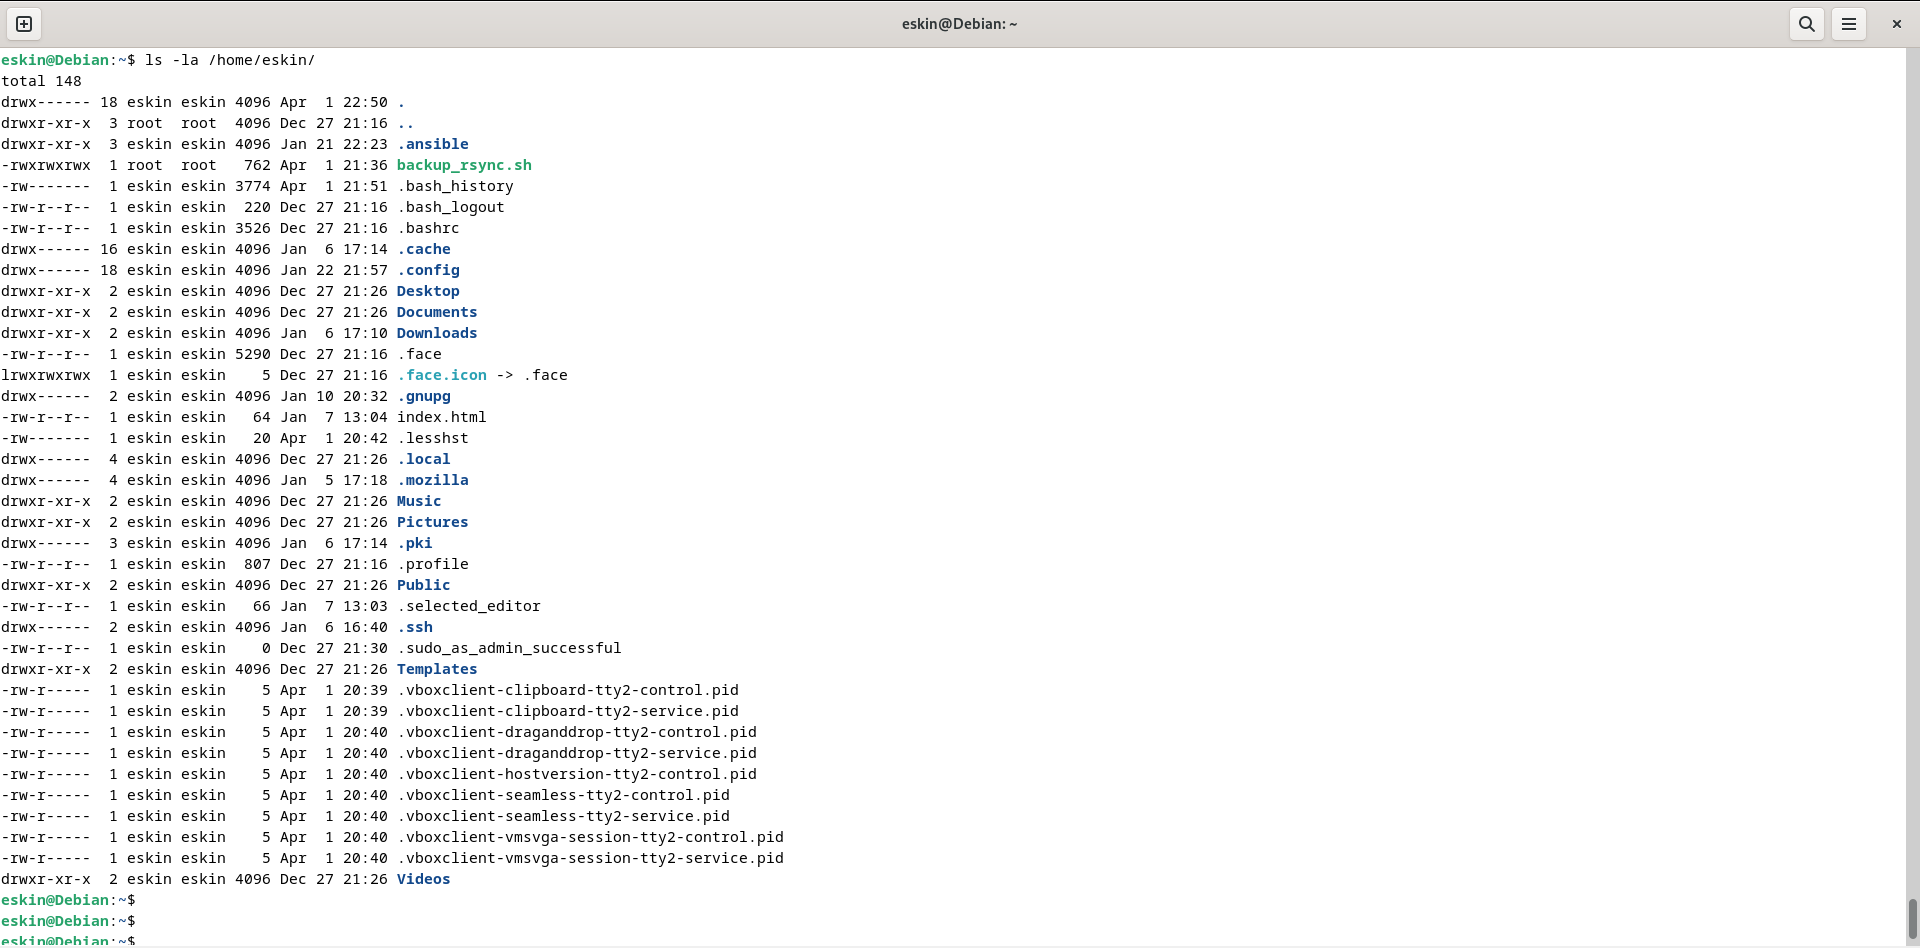 eskin@Debian: ~
eskin@Debian:~$ ls -la /home/eskin/
total 148
drwx------ 18 eskin eskin 4096 Apr  1 22:50 .
drwxr-xr-x  3 root  root  4096 Dec 27 21:16 ..
drwxr-xr-x  3 eskin eskin 4096 Jan 21 22:23 .ansible
-rwxrwxrwx  1 root  root   762 Apr  1 21:36 backup_rsync.sh
-rw-------  1 eskin eskin 3774 Apr  1 21:51 .bash_history
-rw-r--r--  1 eskin eskin  220 Dec 27 21:16 .bash_logout
-rw-r--r--  1 eskin eskin 3526 Dec 27 21:16 .bashrc
drwx------ 16 eskin eskin 4096 Jan  6 17:14 .cache
drwx------ 18 eskin eskin 4096 Jan 22 21:57 .config
drwxr-xr-x  2 eskin eskin 4096 Dec 27 21:26 Desktop
drwxr-xr-x  2 eskin eskin 4096 Dec 27 21:26 Documents
drwxr-xr-x  2 eskin eskin 4096 Jan  6 17:10 Downloads
-rw-r--r--  1 eskin eskin 5290 Dec 27 21:16 .face
lrwxrwxrwx  1 eskin eskin    5 Dec 27 21:16 .face.icon -> .face
drwx------  2 eskin eskin 4096 Jan 10 20:32 .gnupg
-rw-r--r--  1 eskin eskin   64 Jan  7 13:04 index.html
-rw-------  1 eskin eskin   20 Apr  1 20:42 .lesshst
drwx------  4 eskin eskin 4096 Dec 27 21:26 .local
drwx------  4 eskin eskin 4096 Jan  5 17:18 .mozilla
drwxr-xr-x  2 eskin eskin 4096 Dec 27 21:26 Music
drwxr-xr-x  2 eskin eskin 4096 Dec 27 21:26 Pictures
drwx------  3 eskin eskin 4096 Jan  6 17:14 .pki
-rw-r--r--  1 eskin eskin  807 Dec 27 21:16 .profile
drwxr-xr-x  2 eskin eskin 4096 Dec 27 21:26 Public
-rw-r--r--  1 eskin eskin   66 Jan  7 13:03 .selected_editor
drwx------  2 eskin eskin 4096 Jan  6 16:40 .ssh
-rw-r--r--  1 eskin eskin    0 Dec 27 21:30 .sudo_as_admin_successful
drwxr-xr-x  2 eskin eskin 4096 Dec 27 21:26 Templates
-rw-r-----  1 eskin eskin    5 Apr  1 20:39 .vboxclient-clipboard-tty2-control.pid
-rw-r-----  1 eskin eskin    5 Apr  1 20:39 .vboxclient-clipboard-tty2-service.pid
-rw-r-----  1 eskin eskin    5 Apr  1 20:40 .vboxclient-draganddrop-tty2-control.pid
-rw-r-----  1 eskin eskin    5 Apr  1 20:40 .vboxclient-draganddrop-tty2-service.pid
-rw-r-----  1 eskin eskin    5 Apr  1 20:40 .vboxclient-hostversion-tty2-control.pid
-rw-r-----  1 eskin eskin    5 Apr  1 20:40 .vboxclient-seamless-tty2-control.pid
-rw-r-----  1 eskin eskin    5 Apr  1 20:40 .vboxclient-seamless-tty2-service.pid
-rw-r-----  1 eskin eskin    5 Apr  1 20:40 .vboxclient-vmsvga-session-tty2-control.pid
-rw-r-----  1 eskin eskin    5 Apr  1 20:40 .vboxclient-vmsvga-session-tty2-service.pid
drwxr-xr-x  2 eskin eskin 4096 Dec 27 21:26 Videos
eskin@Debian:~$
eskin@Debian:~$
eskin@Debian:~$